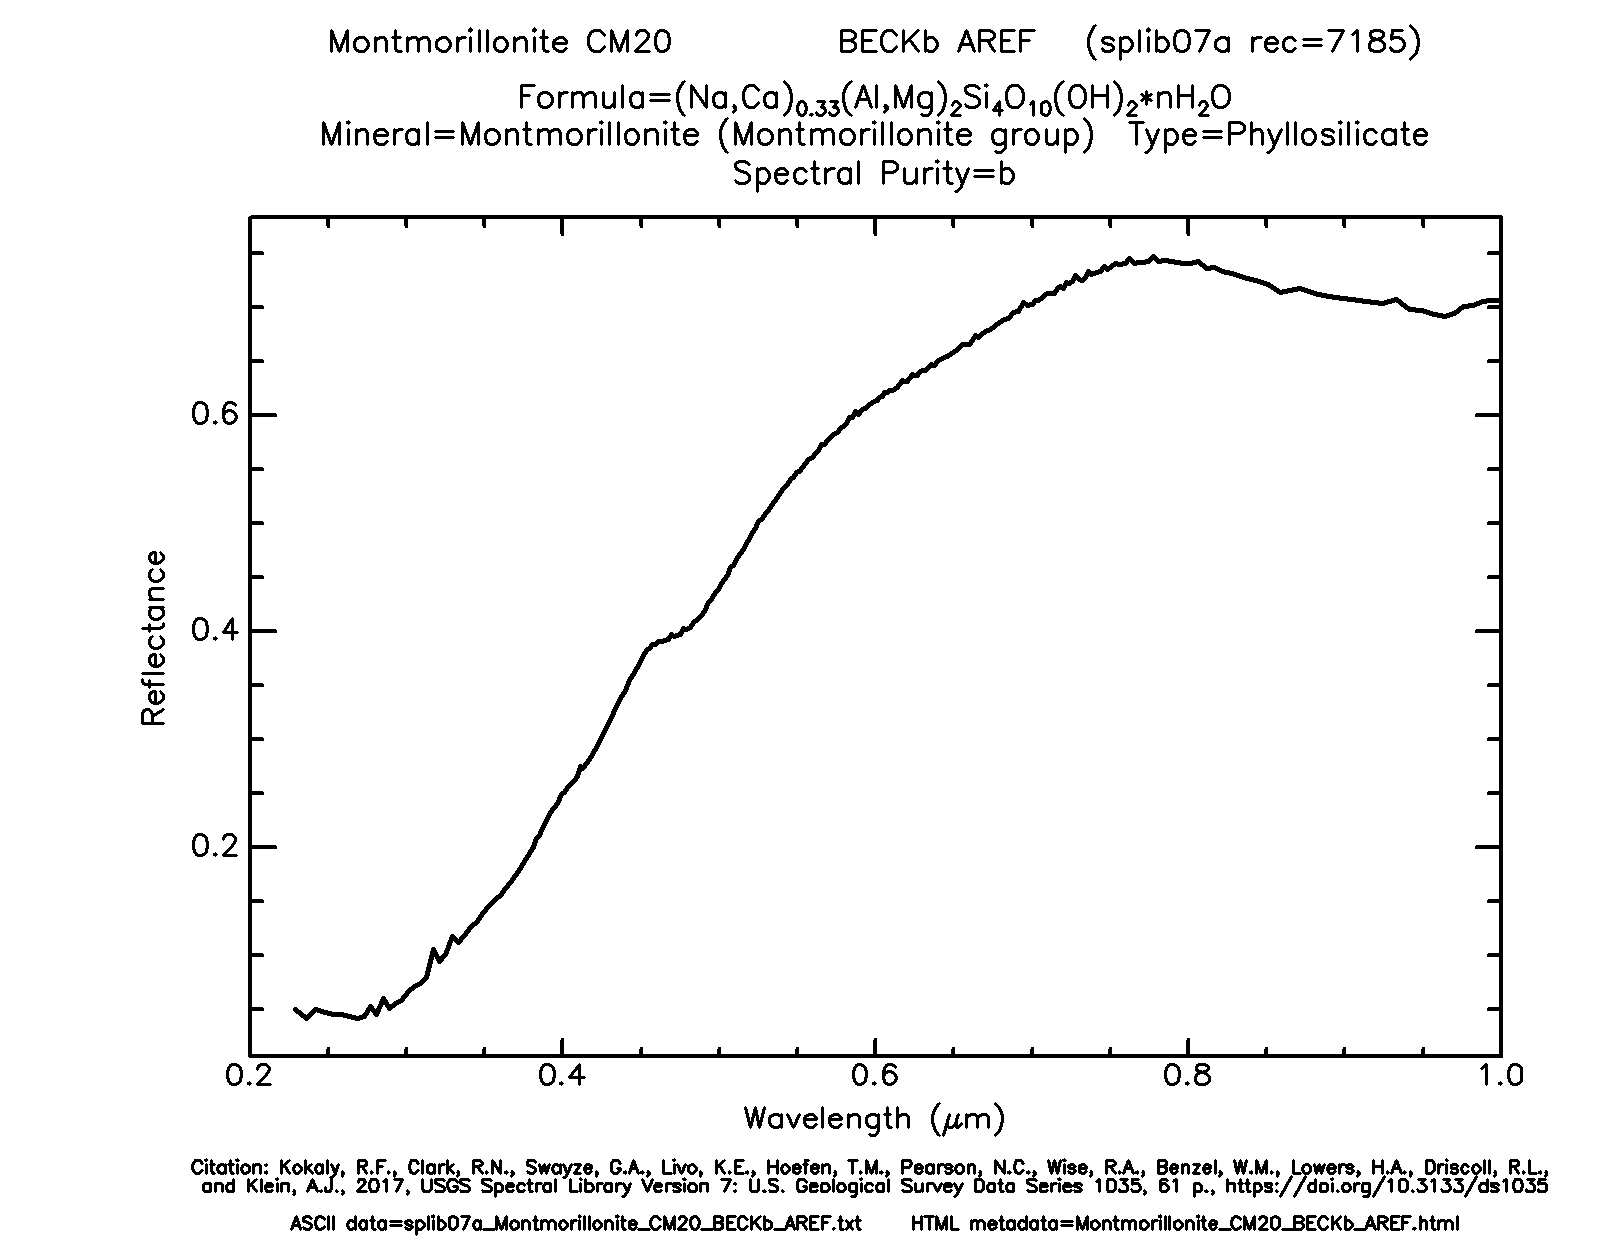 Montmorillonite CM20 BECKb AREF (splib07a rec=7185)
Formula=(Na,Ca)0.33(Al,Mg)2Si4O10(OH)2*nH2O
Mineral=Montmorillonite (Montmorillonite group) Type=Phyllosilicate
Spectral Purity=b
0.6
0.4
0.2
Reflectance
0.2 0.4 0.6 0.8 1.0
Wavelength (μm)
Citation: Kokaly, R.F., Clark, R.N., Swayze, G.A., Livo, K.E., Hoefen, T.M., Pearson, N.C., Wise, R.A., Benzel, W.M., Lowers, H.A., Driscoll, R.L.,
and Klein, A.J., 2017, USGS Spectral Library Version 7: U.S. Geological Survey Data Series 1035, 61 p., https://doi.org/10.3133/ds1035
ASCII data=splib07a_Montmorillonite_CM20_BECKb_AREF.txt HTML metadata=Montmorillonite_CM20_BECKb_AREF.html